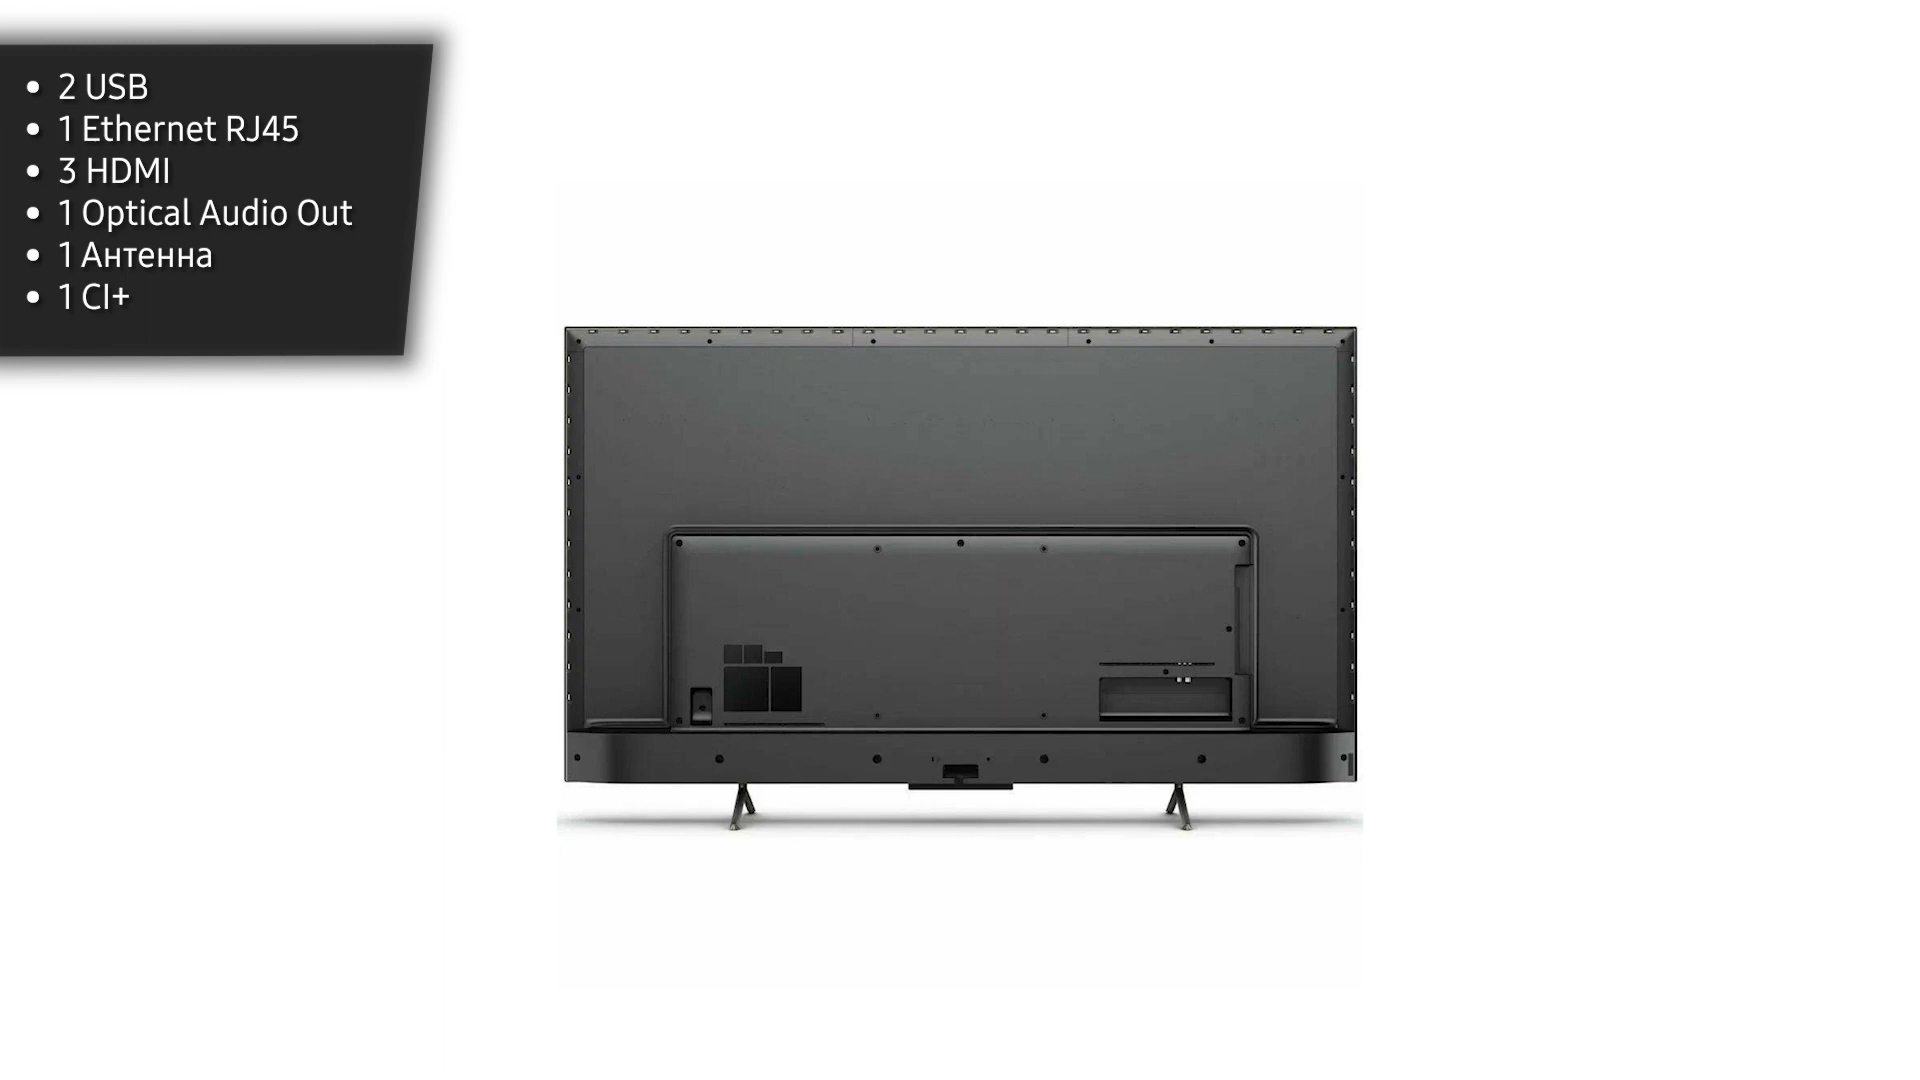 2 USB
1 Ethernet RJ45
3 HDMI
1 Optical Audio Out
1 Антенна
1 CI+